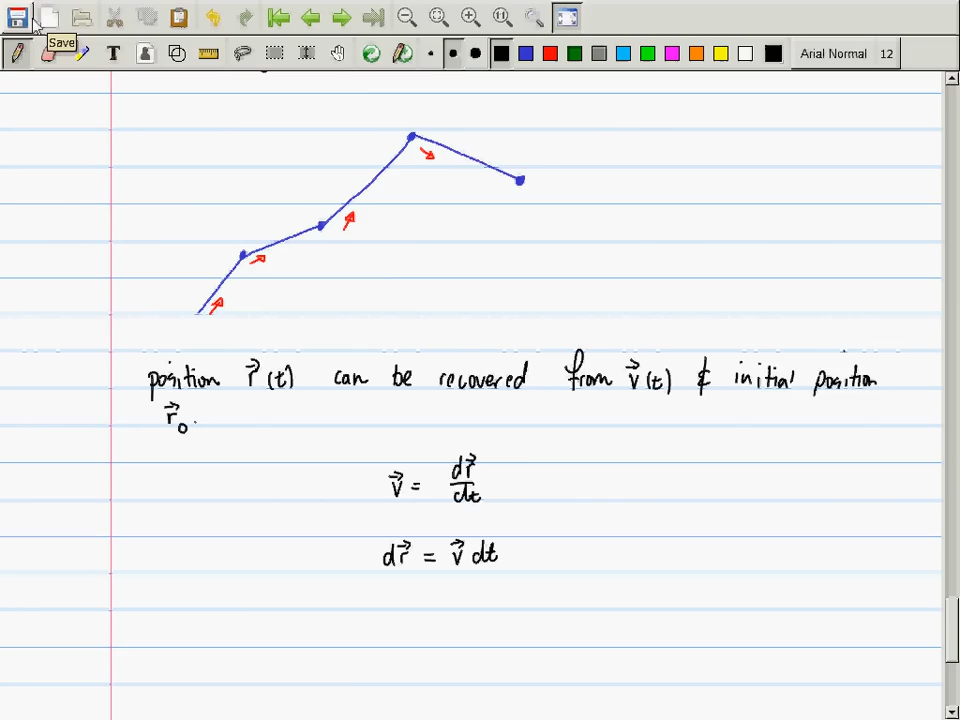 Save
T
Arial Normal 12
position r⃗(t) can be recovered from v⃗(t) & initial position
r⃗₀.
v⃗ = dr⃗/dt
dr⃗ = v⃗ dt